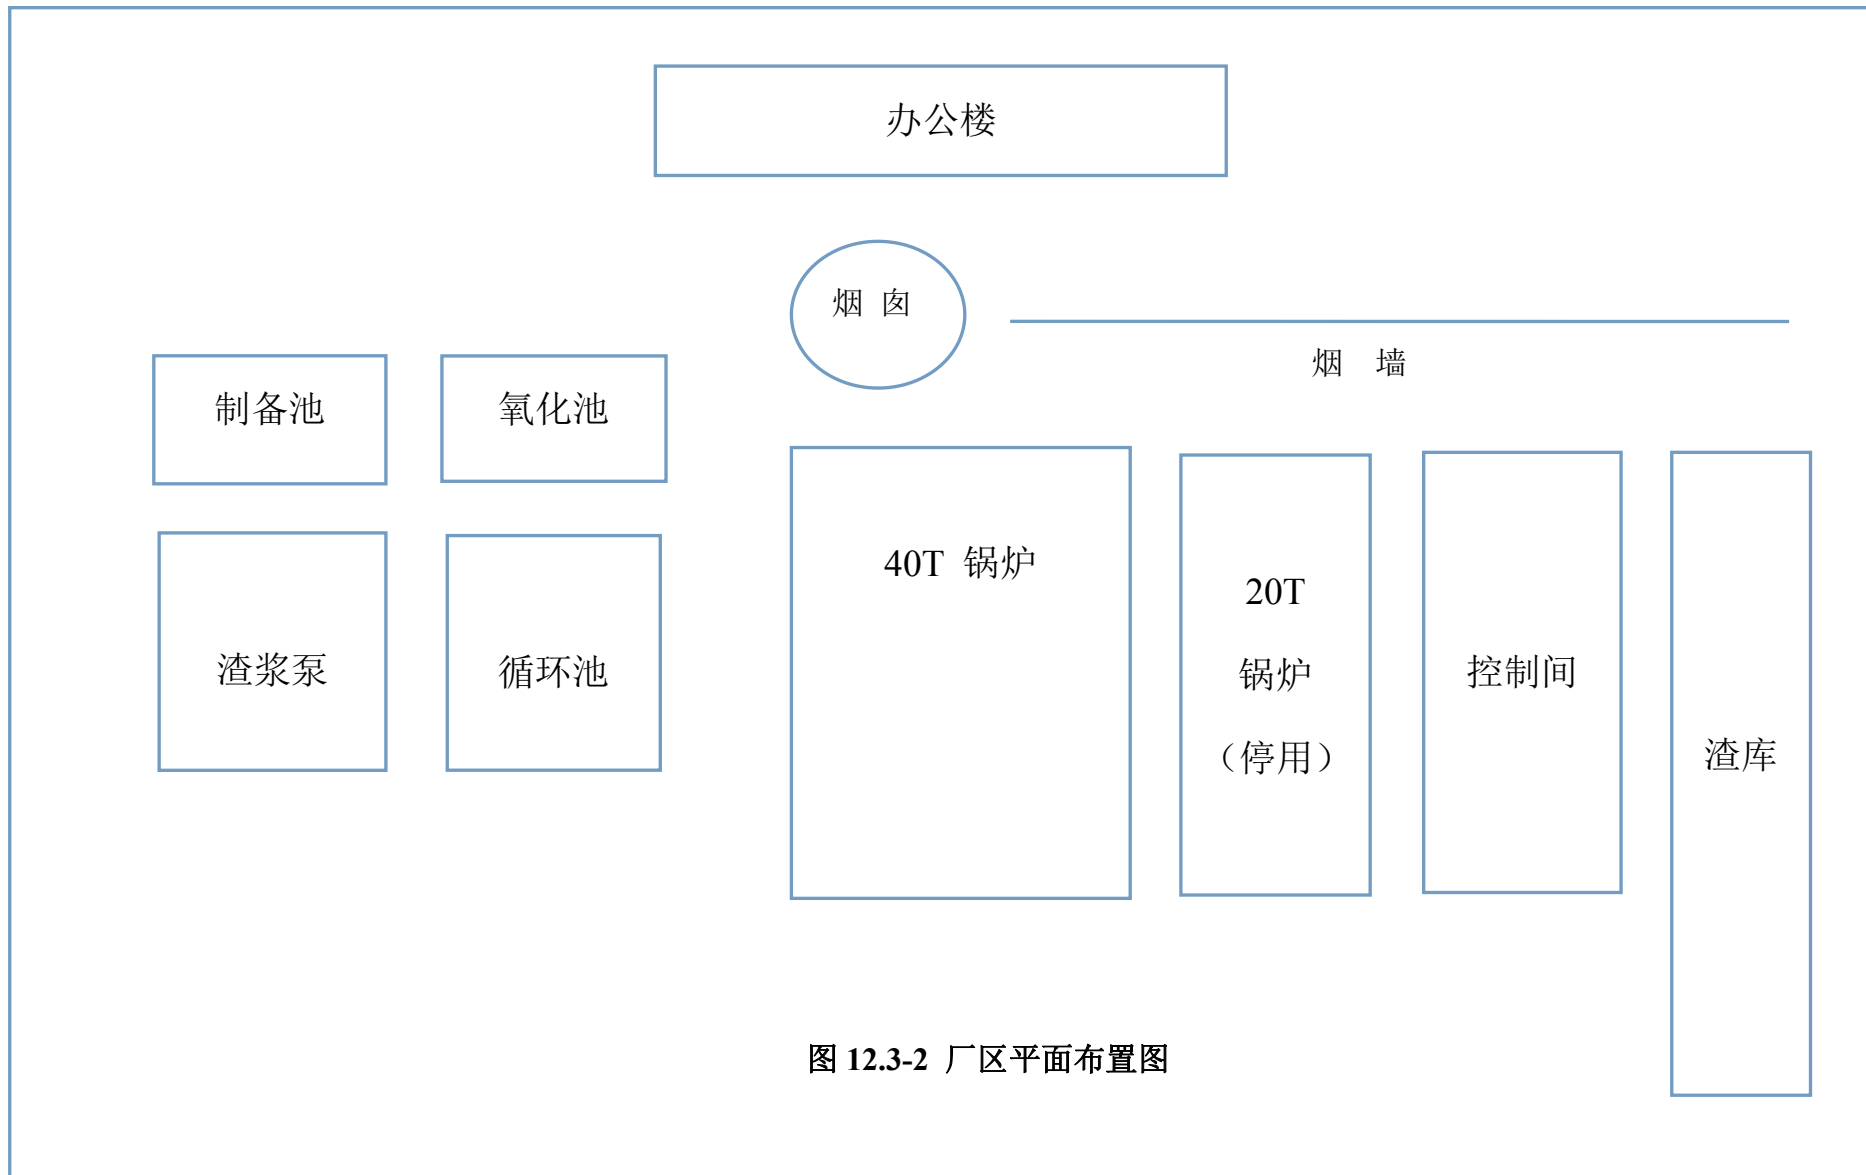 办公楼
烟 囱
烟 墙
制备池
氧化池
40T 锅炉
20T
锅炉
（停用）
控制间
渣浆泵
循环池
渣库
图 12.3-2 厂区平面布置图